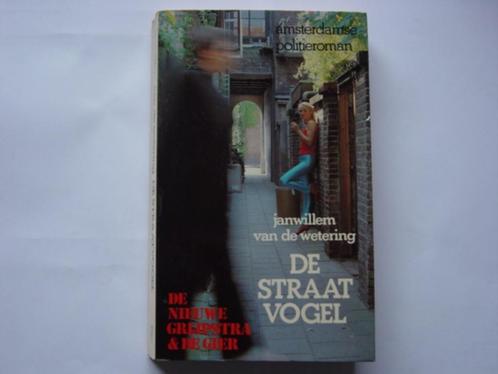 amsterdamse
politieroman
janwillem
van de wetering
DE
STRAAT
VOGEL
DE
NIEUWE
GRIJPSTRA
& DE GIER